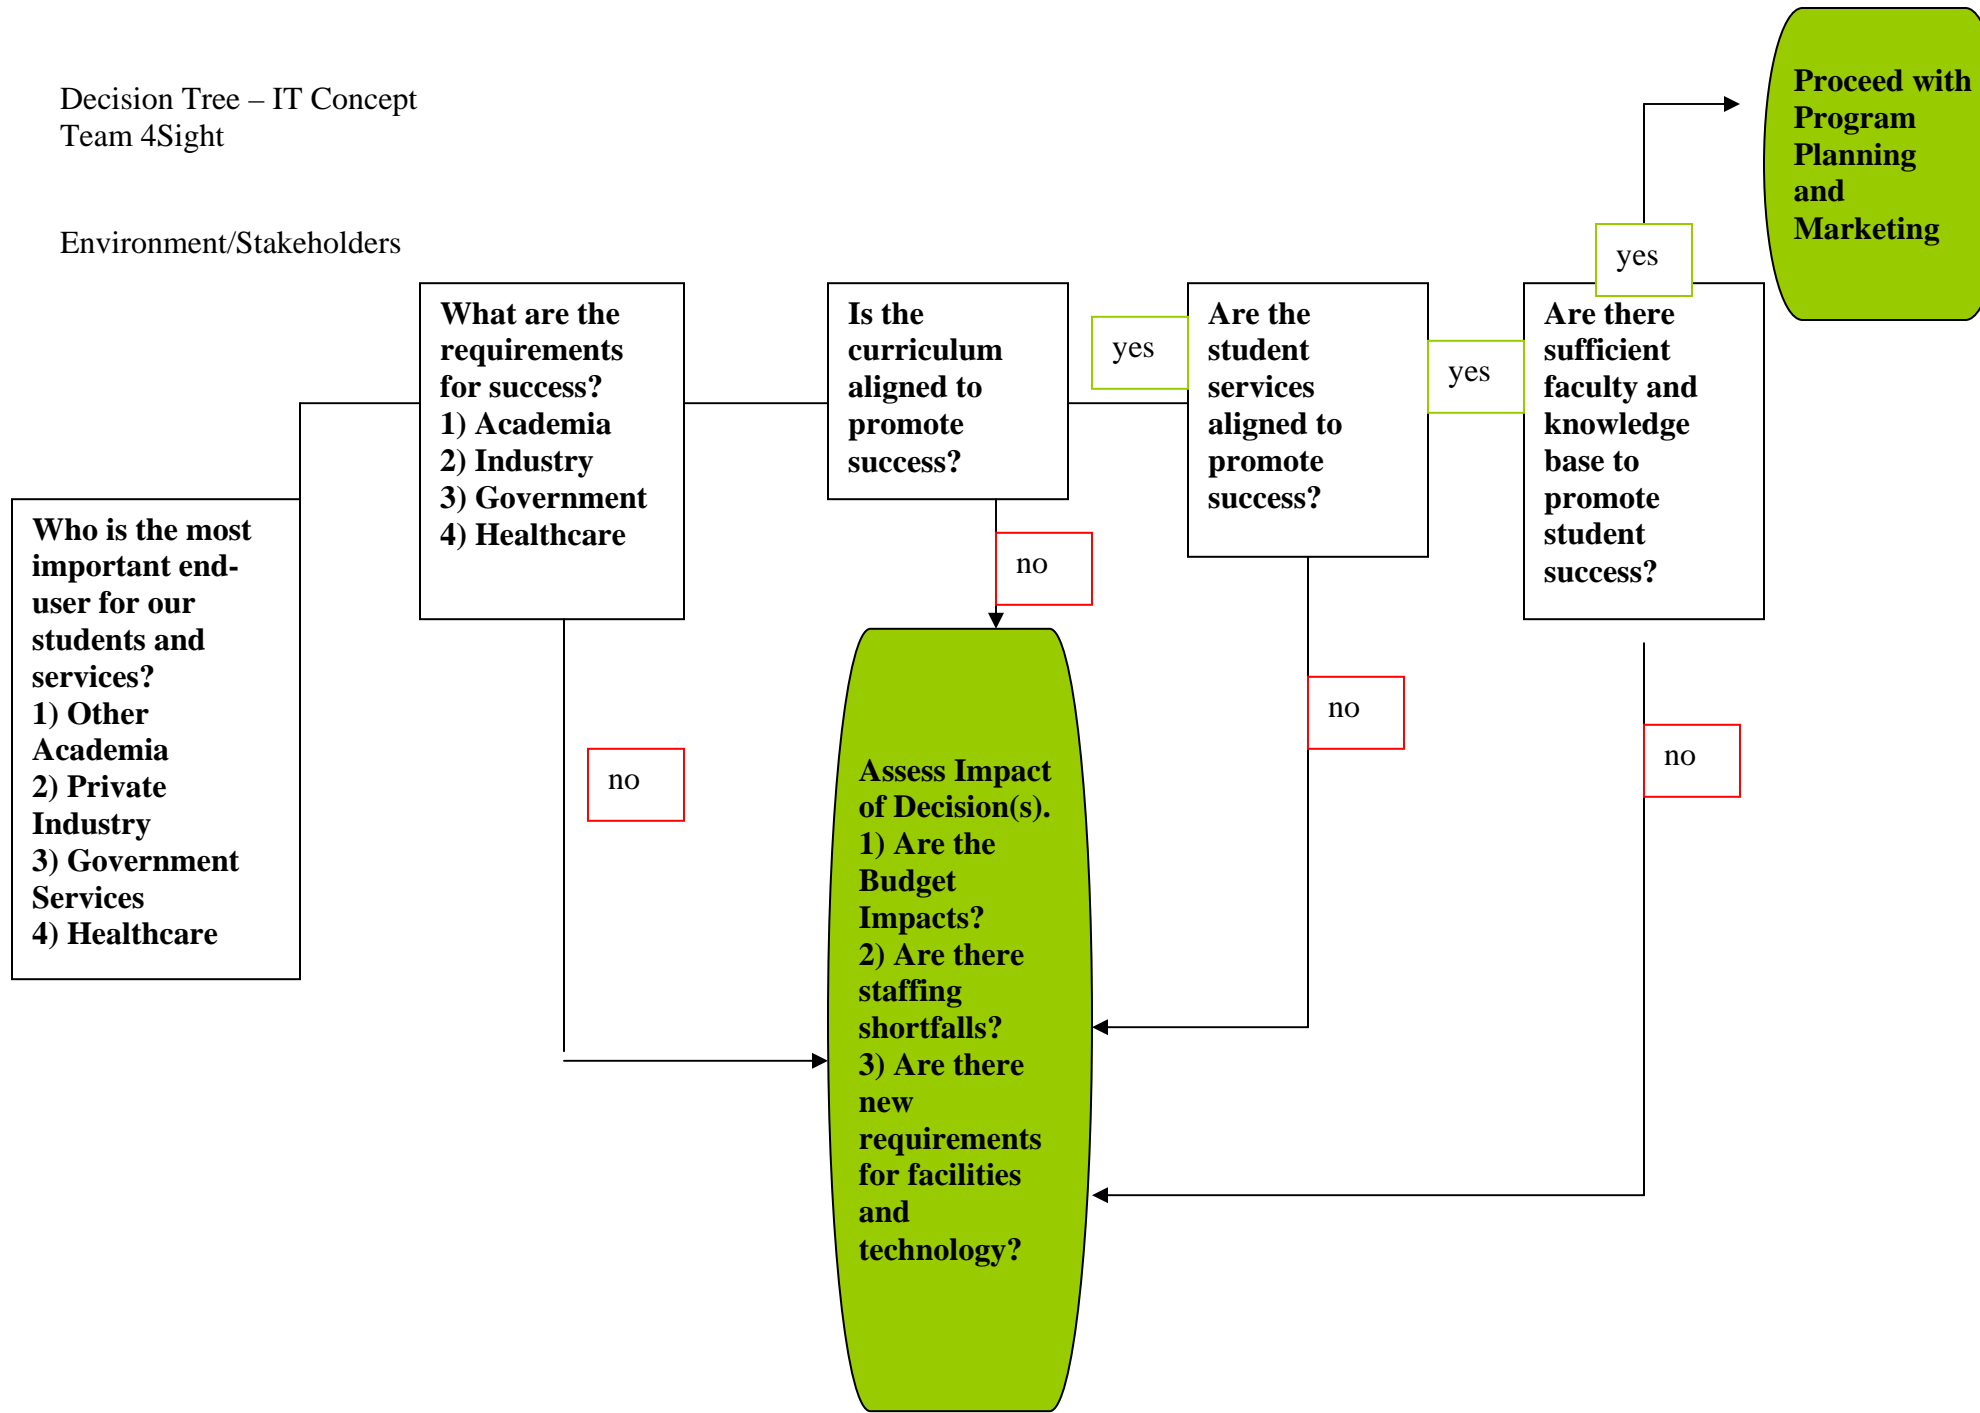 Decision Tree – IT Concept
Team 4Sight
Environment/Stakeholders
Who is the most
important end-
user for our
students and
services?
1) Other
Academia
2) Private
Industry
3) Government
Services
4) Healthcare
What are the
requirements
for success?
1) Academia
2) Industry
3) Government
4) Healthcare
no
Is the
curriculum
aligned to
promote
success?
yes
no
Are the
student
services
aligned to
promote
success?
yes
no
Are there
sufficient
faculty and
knowledge
base to
promote
student
success?
yes
no
Proceed with
Program
Planning
and
Marketing
Assess Impact
of Decision(s).
1) Are the
Budget
Impacts?
2) Are there
staffing
shortfalls?
3) Are there
new
requirements
for facilities
and
technology?